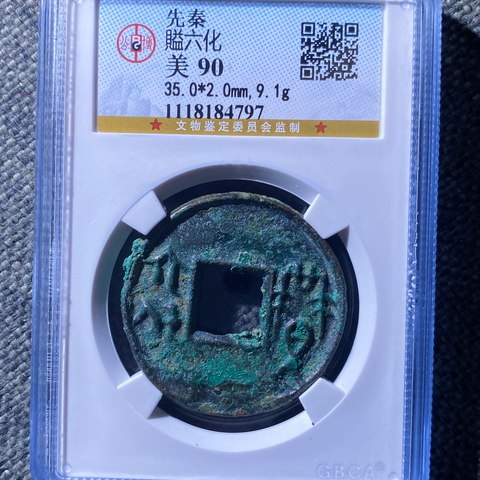 先秦
賹六化
美 90
35.0*2.0mm,9.1g
1118184797
★ 文物鉴定委员会监制 ★
GBCA